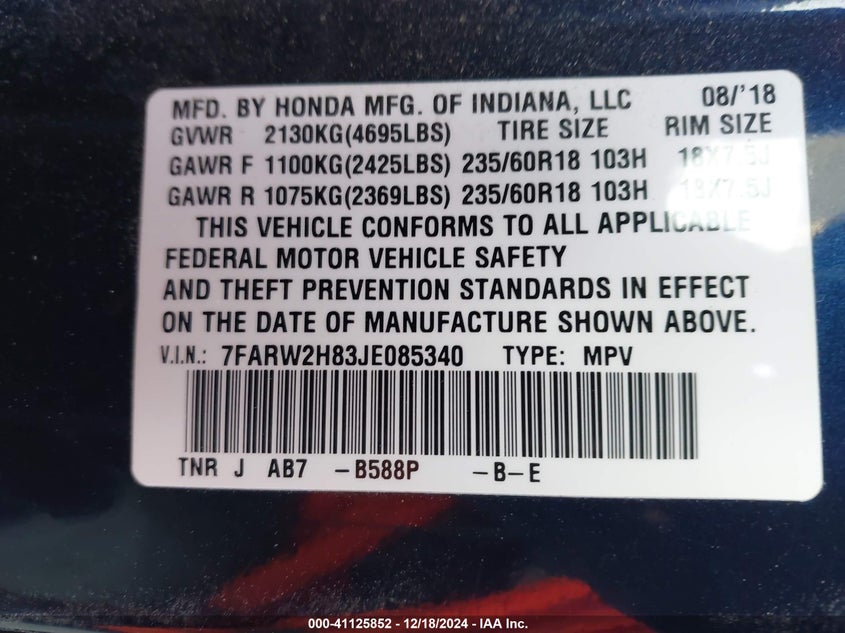 MFD. BY HONDA MFG. OF INDIANA, LLC 08/'18
GVWR 2130KG(4695LBS) TIRE SIZE RIM SIZE
GAWR F 1100KG(2425LBS) 235/60R18 103H 18X7.5J
GAWR R 1075KG(2369LBS) 235/60R18 103H 18X7.5J
THIS VEHICLE CONFORMS TO ALL APPLICABLE
FEDERAL MOTOR VEHICLE SAFETY
AND THEFT PREVENTION STANDARDS IN EFFECT
ON THE DATE OF MANUFACTURE SHOWN ABOVE.
V.I.N.: 7FARW2H83JE085340 TYPE: MPV
TNR J AB7 -B588P -B-E
000-41125852 - 12/18/2024 - IAA Inc.